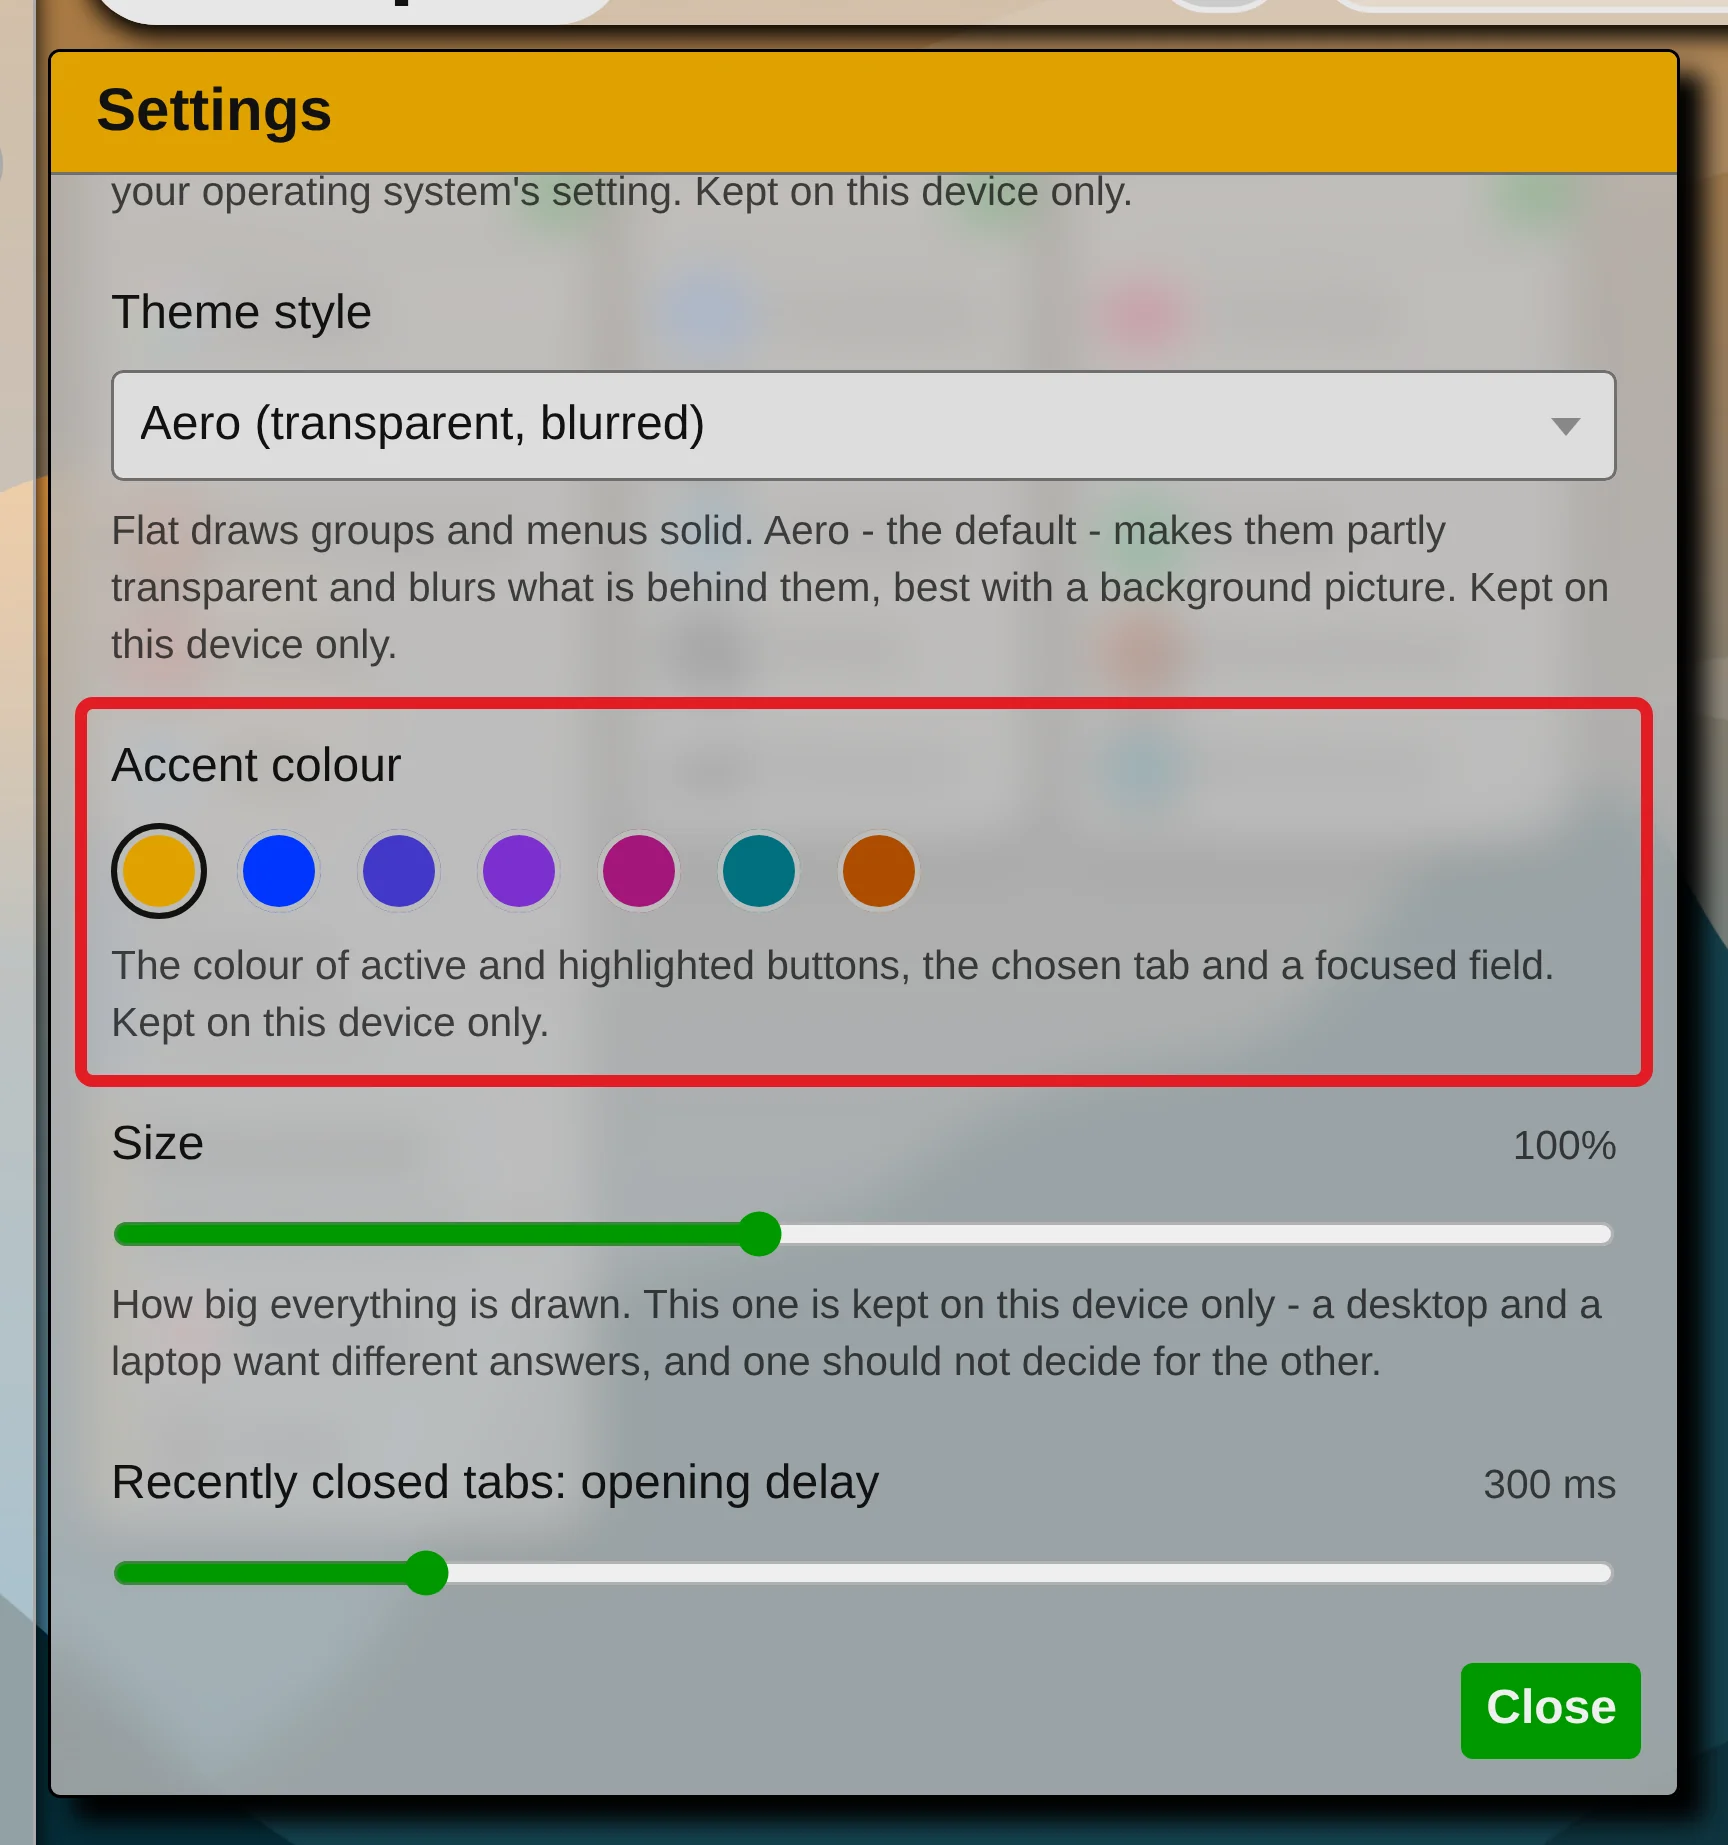 Settings
your operating system's setting. Kept on this device only.
Theme style
Aero (transparent, blurred)
Flat draws groups and menus solid. Aero - the default - makes them partly
transparent and blurs what is behind them, best with a background picture. Kept on
this device only.
Accent colour
The colour of active and highlighted buttons, the chosen tab and a focused field.
Kept on this device only.
Size
100%
How big everything is drawn. This one is kept on this device only - a desktop and a
laptop want different answers, and one should not decide for the other.
Recently closed tabs: opening delay
300 ms
Close